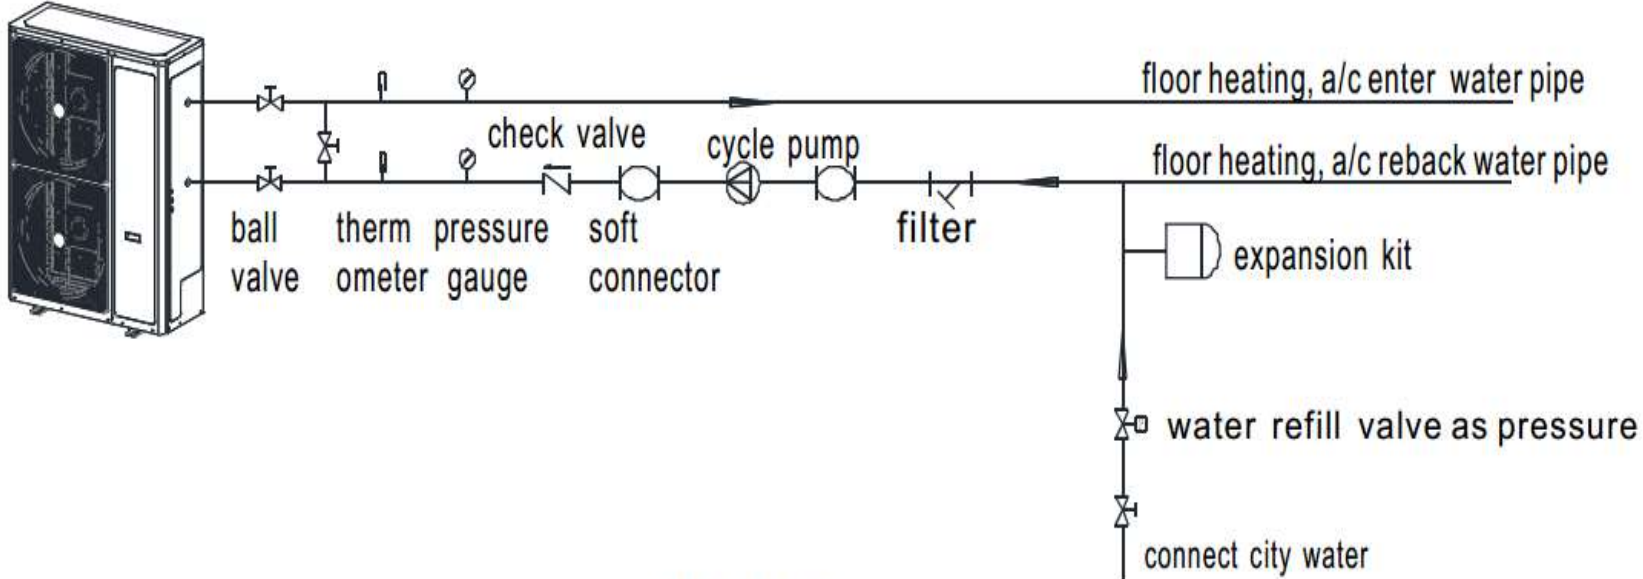 floor heating, a/c enter water pipe
check valve
cycle pump
floor heating, a/c reback water pipe
ball
valve
therm
ometer
pressure
gauge
soft
connector
filter
expansion kit
water refill valve as pressure
connect city water